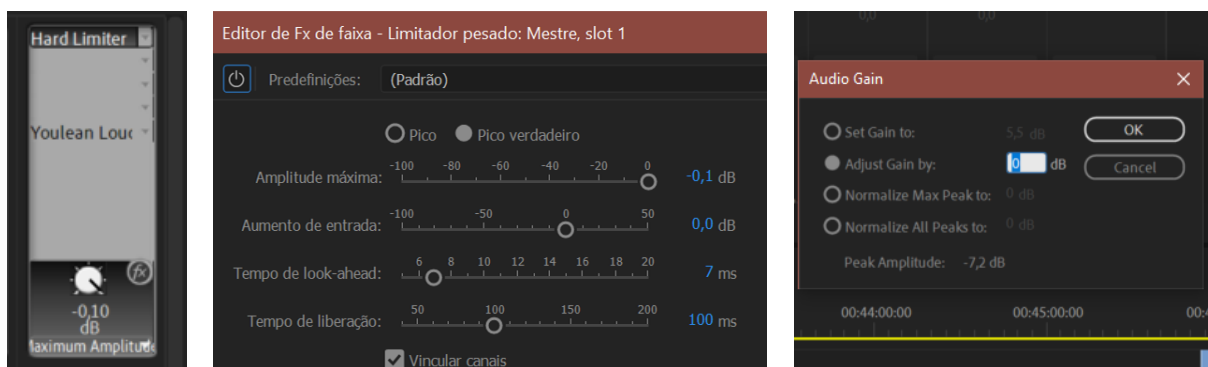 Hard Limiter
Youlean Louc
-0,10
dB
Maximum Amplitude
Editor de Fx de faixa - Limitador pesado: Mestre, slot 1
Predefinições: (Padrão)
Pico Pico verdadeiro
-100 -80 -60 -40 -20 0
Amplitude máxima: -0,1 dB
-100 -50 0 50
Aumento de entrada: 0,0 dB
6 8 10 12 14 16 18 20
Tempo de look-ahead: 7 ms
50 100 150 200
Tempo de liberação: 100 ms
Vincular canais
0,0 0,0
Audio Gain
Set Gain to: 5,5 dB OK
Adjust Gain by: 0 dB Cancel
Normalize Max Peak to: 0 dB
Normalize All Peaks to: 0 dB
Peak Amplitude: -7,2 dB
00:44:00:00 00:45:00:00 00:4